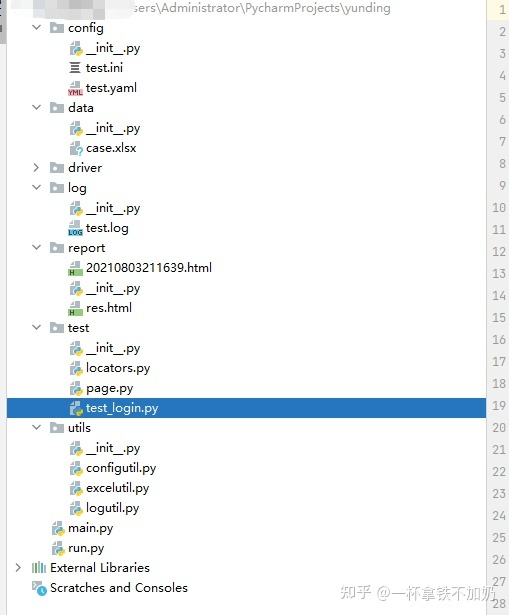 sers\Administrator\PycharmProjects\yunding
1
config
2
__init__.py
3
test.ini
4
test.yaml
YML
5
data
6
__init__.py
7
case.xlsx
8
driver
9
log
10
__init__.py
11
test.log
LOG
12
report
13
20210803211639.html
H
14
__init__.py
15
res.html
H
16
test
17
__init__.py
18
locators.py
page.py
19
test_login.py
20
utils
21
__init__.py
22
configutil.py
23
excelutil.py
24
logutil.py
25
main.py
26
run.py
External Libraries
27
Scratches and Consoles
28
知乎 @一杯拿铁不加奶